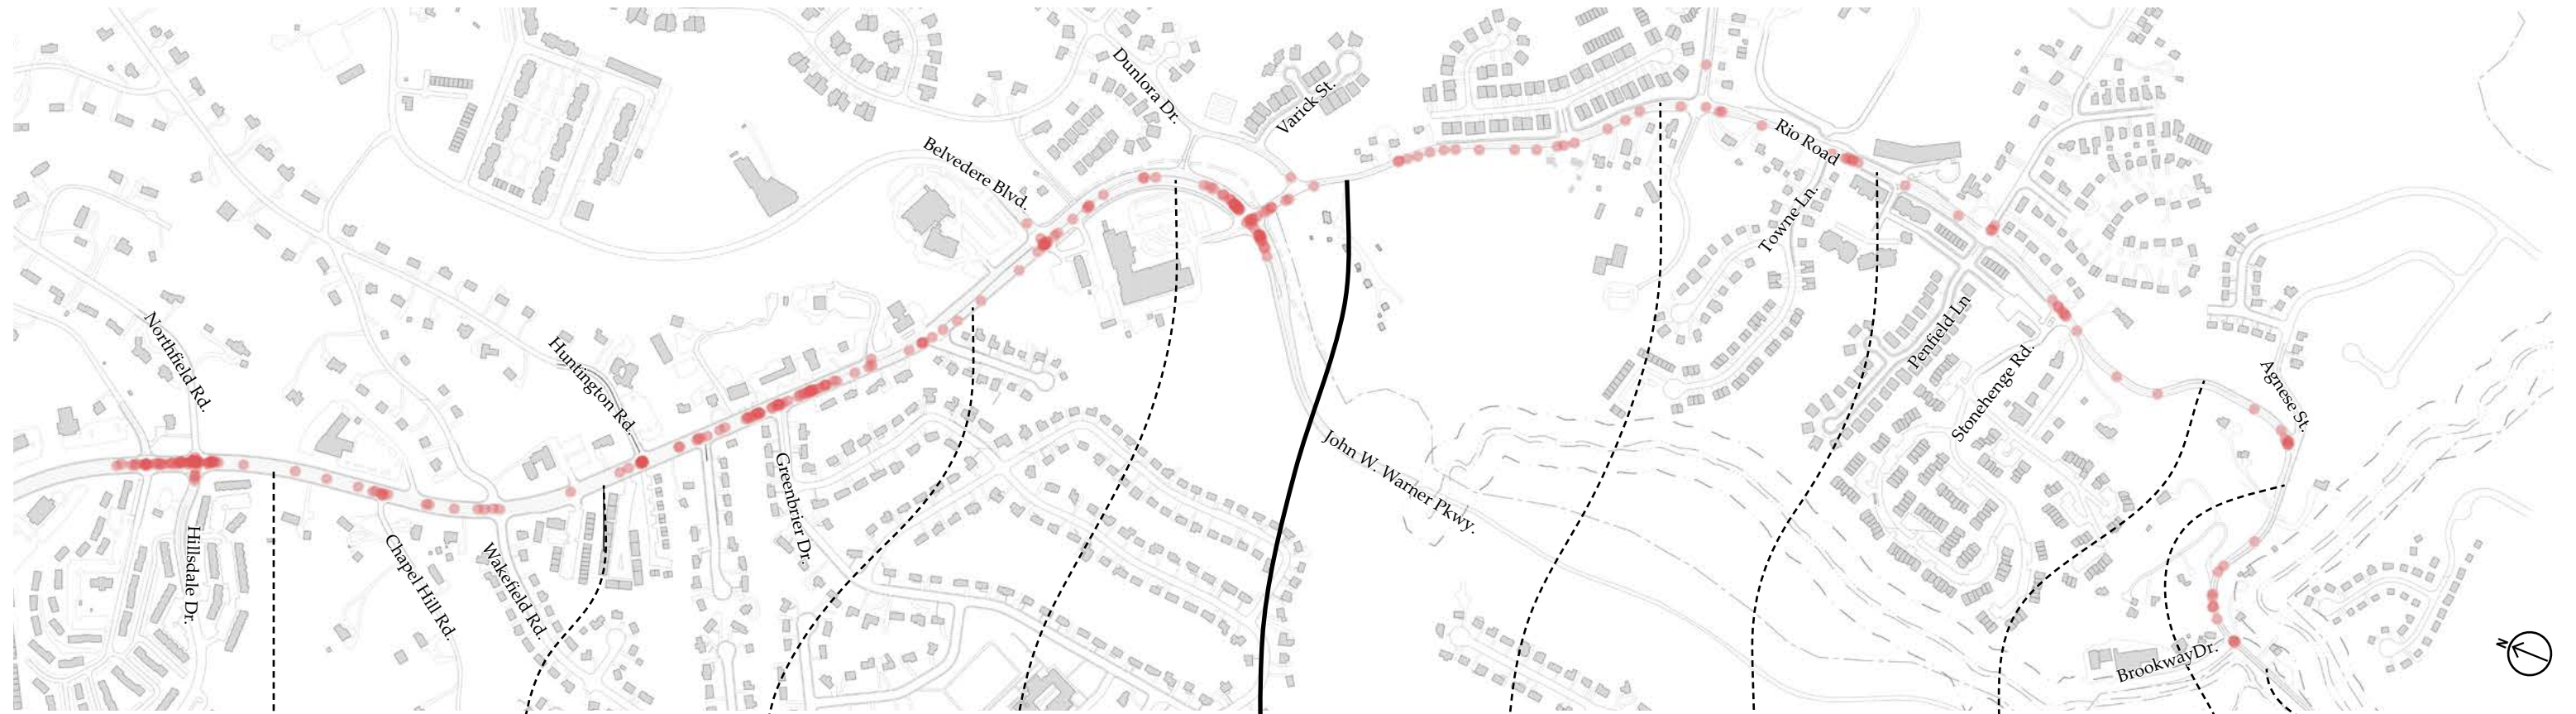 Dunlora Dr.
Varick St.
Belvedere Blvd.
Rio Road
Towne Ln.
Northfield Rd.
Huntington Rd.
Penfield Ln
Stonehenge Rd.
Agnese St.
Greenbrier Dr.
John W. Warner Pkwy.
Hillsdale Dr.
Chapel Hill Rd.
Wakefield Rd.
BrookwayDr.
N